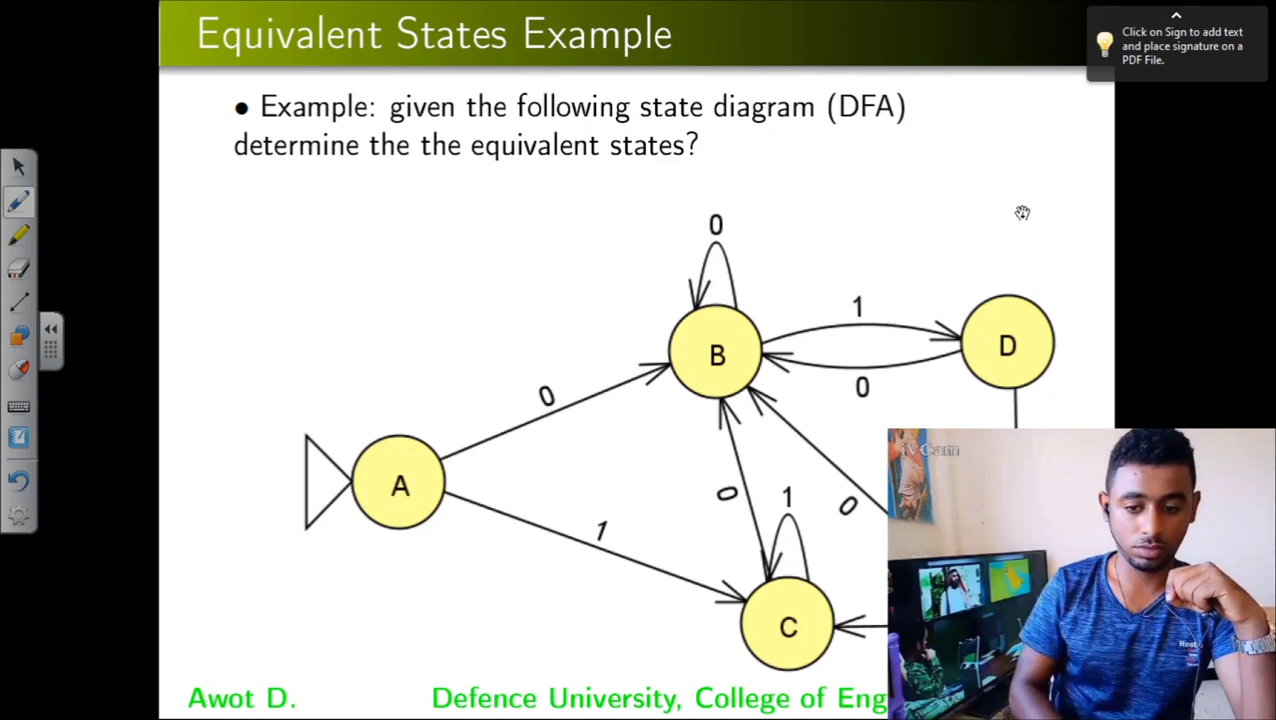 Equivalent States Example
Click on Sign to add text
and place signature on a
PDF File.
• Example: given the following state diagram (DFA)
determine the the equivalent states?
0
1
B
D
0
0
A
0
1
0
1
C
iVCam
Reeb
Awot D.
Defence University, College of Eng